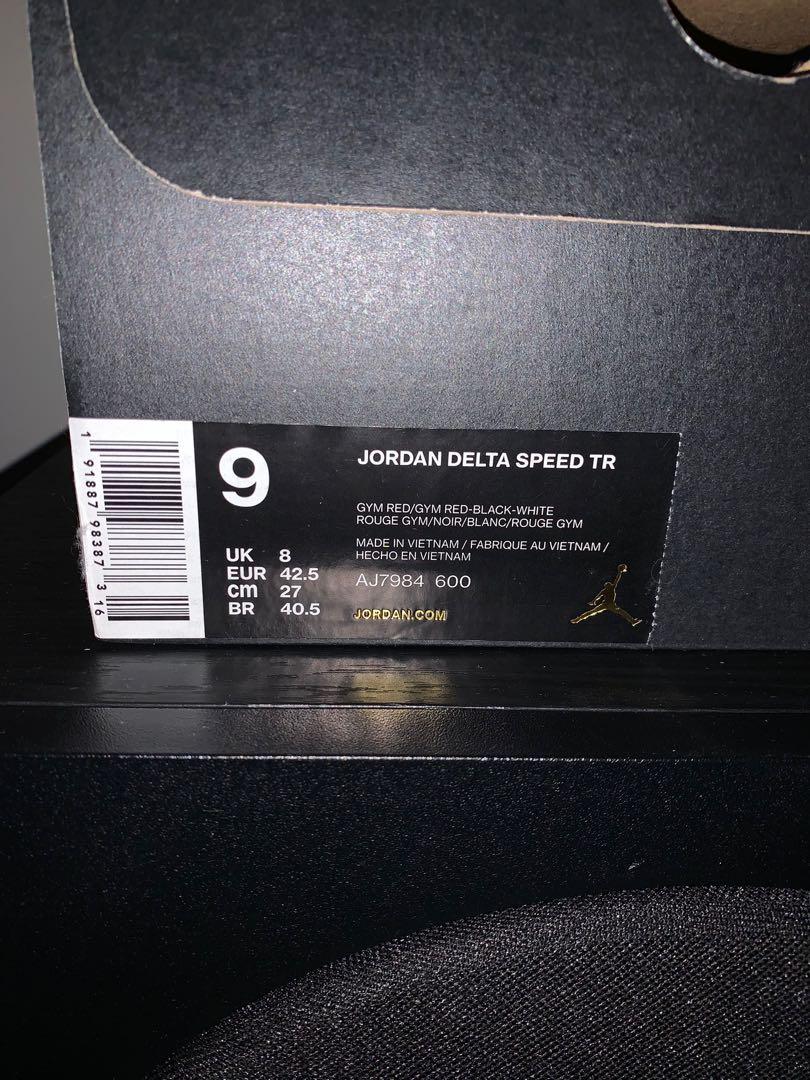 1 91887 98387 3 16
9
UK 8
EUR 42.5
cm 27
BR 40.5
JORDAN DELTA SPEED TR
GYM RED/GYM RED-BLACK-WHITE
ROUGE GYM/NOIR/BLANC/ROUGE GYM
MADE IN VIETNAM / FABRIQUE AU VIETNAM /
HECHO EN VIETNAM
AJ7984 600
JORDAN.COM